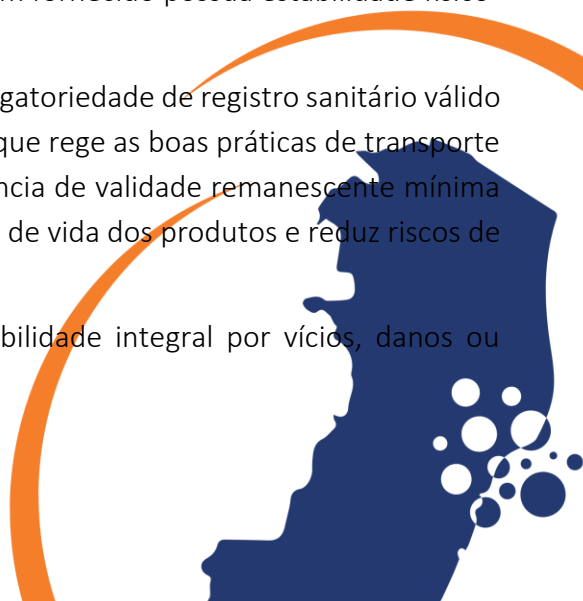 gatoriedade de registro sanitário válido
que rege as boas práticas de transporte
ência de validade remanescente mínima
de vida dos produtos e reduz riscos de
bilidade integral por vícios, danos ou